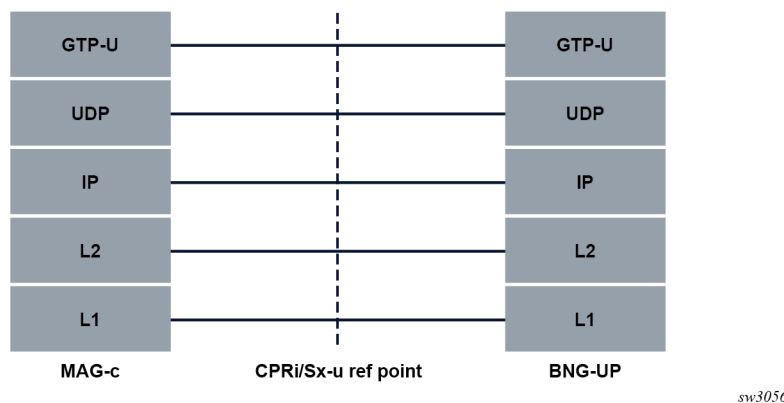 GTP-U GTP-U
UDP UDP
IP IP
L2 L2
L1 L1
MAG-c CPRi/Sx-u ref point BNG-UP